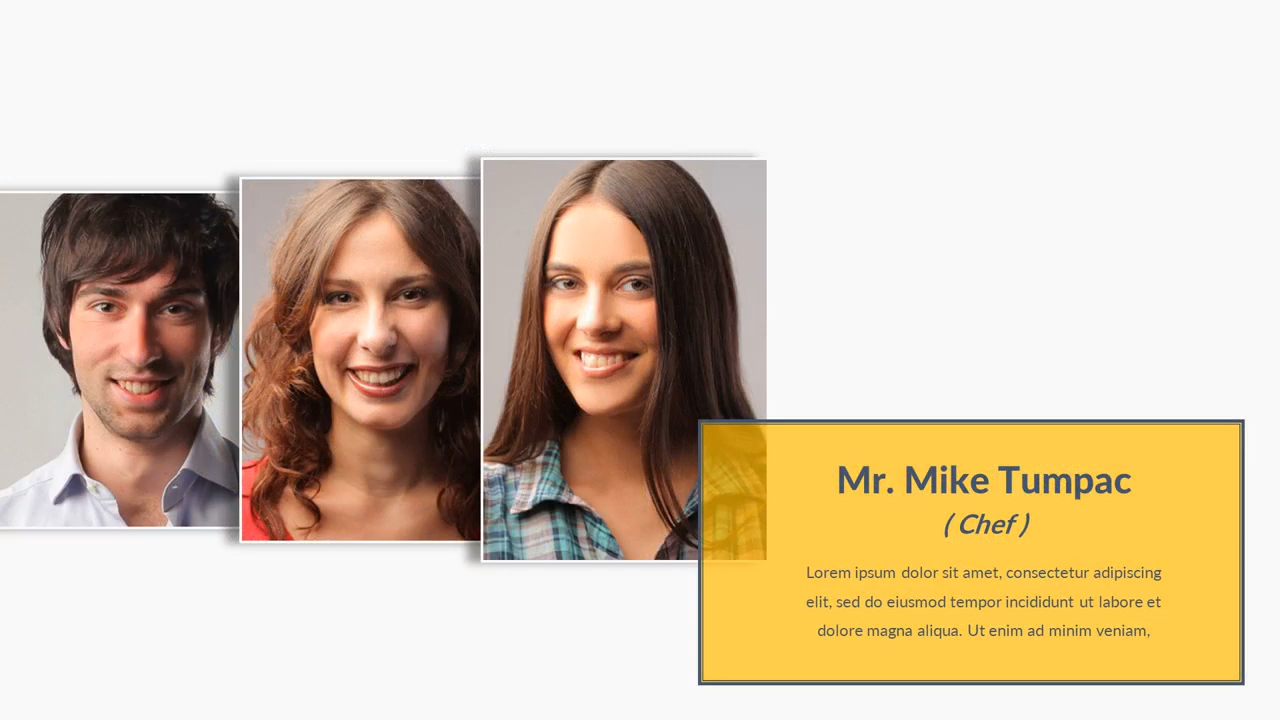 Mr. Mike Tumpac
( Chef )
Lorem ipsum dolor sit amet, consectetur adipiscing
elit, sed do eiusmod tempor incididunt ut labore et
dolore magna aliqua. Ut enim ad minim veniam,